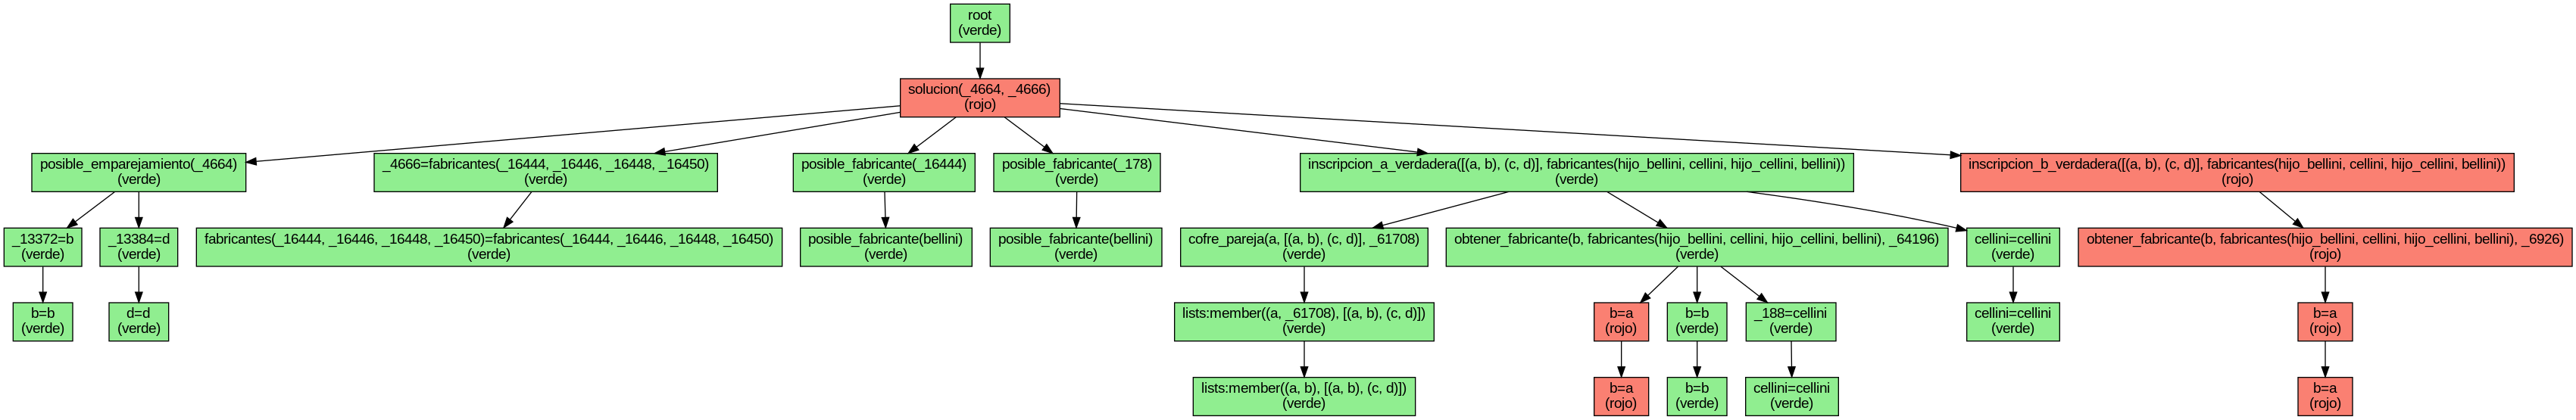 root
(verde)
solucion(_4664, _4666)
(rojo)
posible_emparejamiento(_4664)
(verde)
_4666=fabricantes(_16444, _16446, _16448, _16450)
(verde)
posible_fabricante(_16444)
(verde)
posible_fabricante(_178)
(verde)
inscripcion_a_verdadera([(a, b), (c, d)], fabricantes(hijo_bellini, cellini, hijo_cellini, bellini))
(verde)
inscripcion_b_verdadera([(a, b), (c, d)], fabricantes(hijo_bellini, cellini, hijo_cellini, bellini))
(rojo)
_13372=b
(verde)
_13384=d
(verde)
fabricantes(_16444, _16446, _16448, _16450)=fabricantes(_16444, _16446, _16448, _16450)
(verde)
posible_fabricante(bellini)
(verde)
posible_fabricante(bellini)
(verde)
cofre_pareja(a, [(a, b), (c, d)], _61708)
(verde)
obtener_fabricante(b, fabricantes(hijo_bellini, cellini, hijo_cellini, bellini), _64196)
(verde)
cellini=cellini
(verde)
obtener_fabricante(b, fabricantes(hijo_bellini, cellini, hijo_cellini, bellini), _6926)
(rojo)
b=b
(verde)
d=d
(verde)
lists:member((a, _61708), [(a, b), (c, d)])
(verde)
b=a
(rojo)
b=b
(verde)
_188=cellini
(verde)
cellini=cellini
(verde)
b=a
(rojo)
lists:member((a, b), [(a, b), (c, d)])
(verde)
b=a
(rojo)
b=b
(verde)
cellini=cellini
(verde)
b=a
(rojo)